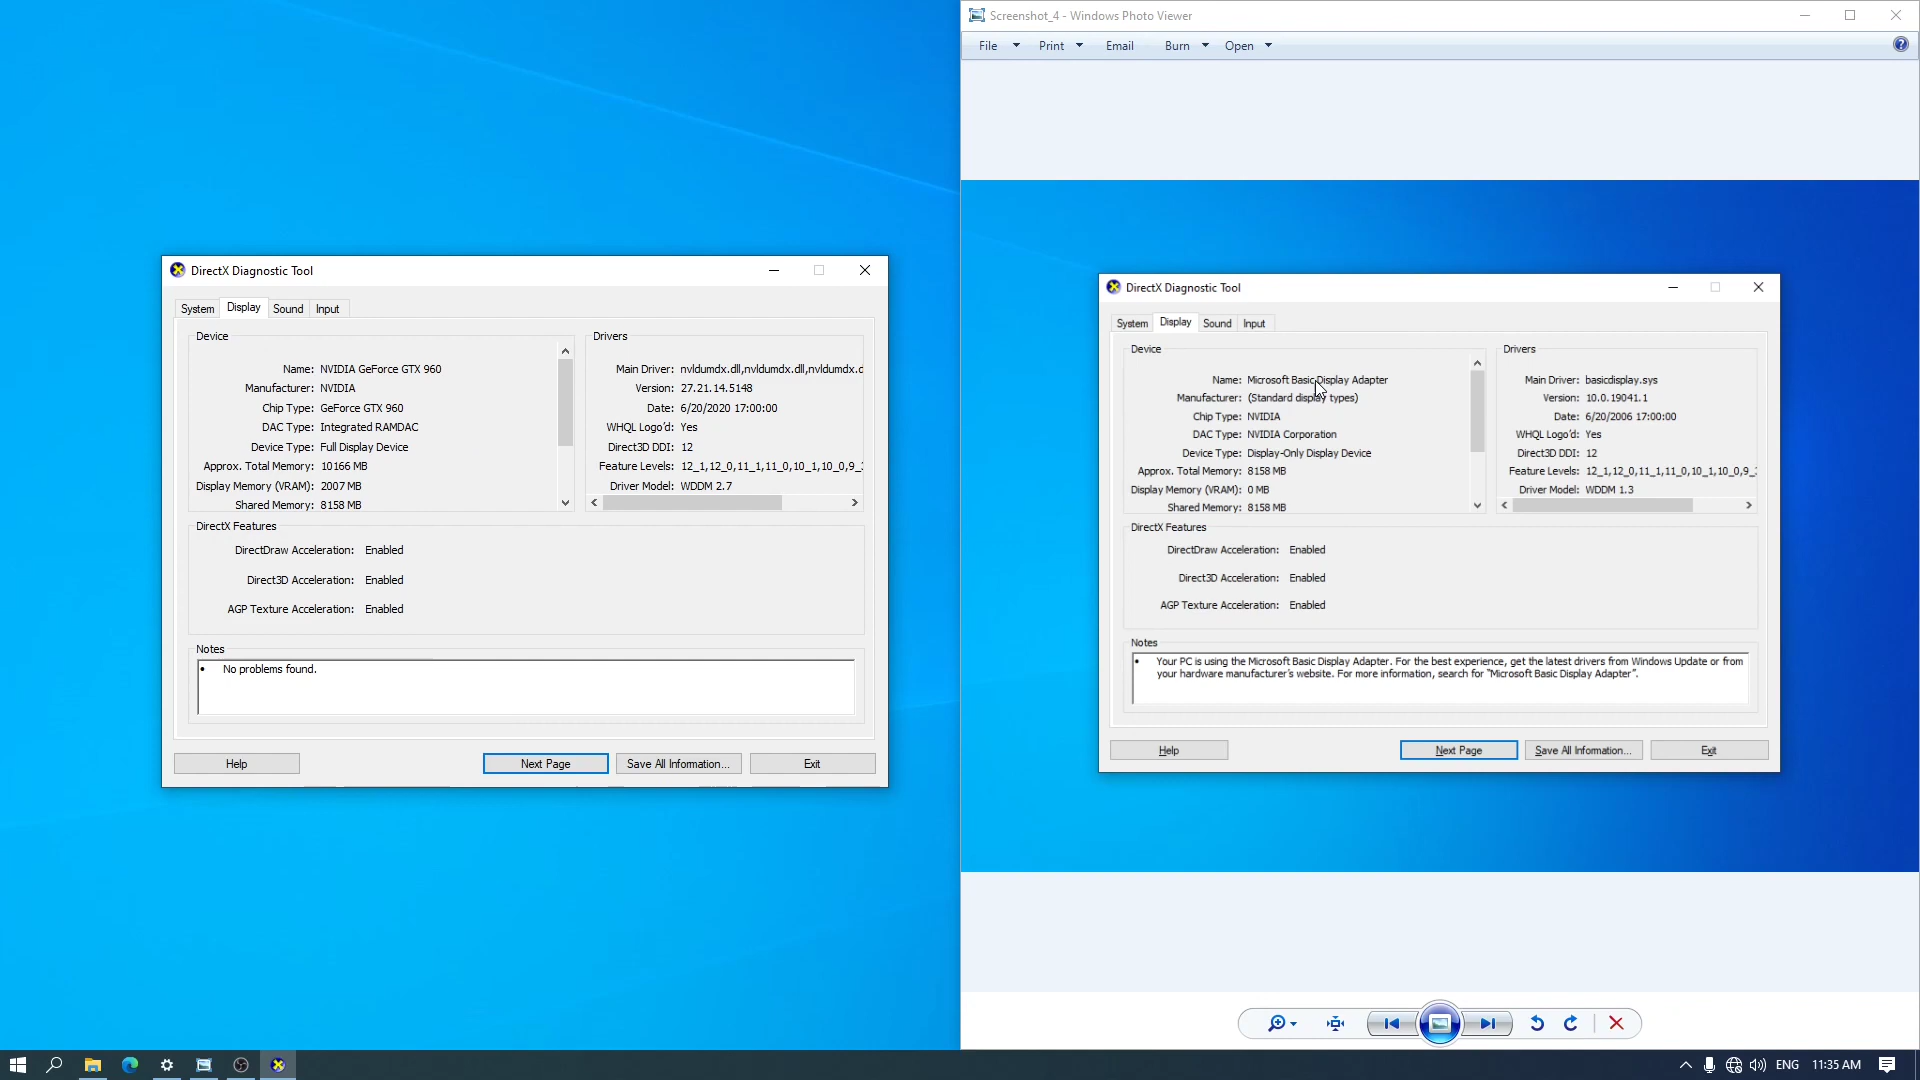 Screenshot_4 - Windows Photo Viewer
File Print Email Burn Open
DirectX Diagnostic Tool
System Display Sound Input
Device
Name: NVIDIA GeForce GTX 960
Manufacturer: NVIDIA
Chip Type: GeForce GTX 960
DAC Type: Integrated RAMDAC
Device Type: Full Display Device
Approx. Total Memory: 10166 MB
Display Memory (VRAM): 2007 MB
Shared Memory: 8158 MB
Drivers
Main Driver: nvldumdx.dll,nvldumdx.dll,nvldumdx.d
Version: 27.21.14.5148
Date: 6/20/2020 17:00:00
WHQL Logo'd: Yes
Direct3D DDI: 12
Feature Levels: 12_1,12_0,11_1,11_0,10_1,10_0,9_3
Driver Model: WDDM 2.7
DirectX Features
DirectDraw Acceleration: Enabled
Direct3D Acceleration: Enabled
AGP Texture Acceleration: Enabled
Notes
• No problems found.
Help Next Page Save All Information... Exit
DirectX Diagnostic Tool
System Display Sound Input
Device
Name: Microsoft Basic Display Adapter
Manufacturer: (Standard display types)
Chip Type: NVIDIA
DAC Type: NVIDIA Corporation
Device Type: Display-Only Display Device
Approx. Total Memory: 8158 MB
Display Memory (VRAM): 0 MB
Shared Memory: 8158 MB
Drivers
Main Driver: basicdisplay.sys
Version: 10.0.19041.1
Date: 6/20/2006 17:00:00
WHQL Logo'd: Yes
Direct3D DDI: 12
Feature Levels: 12_1,12_0,11_1,11_0,10_1,10_0,9_3
Driver Model: WDDM 1.3
DirectX Features
DirectDraw Acceleration: Enabled
Direct3D Acceleration: Enabled
AGP Texture Acceleration: Enabled
Notes
• Your PC is using the Microsoft Basic Display Adapter. For the best experience, get the latest drivers from Windows Update or from
your hardware manufacturer's website. For more information, search for "Microsoft Basic Display Adapter".
Help Next Page Save All Information... Exit
ENG 11:35 AM